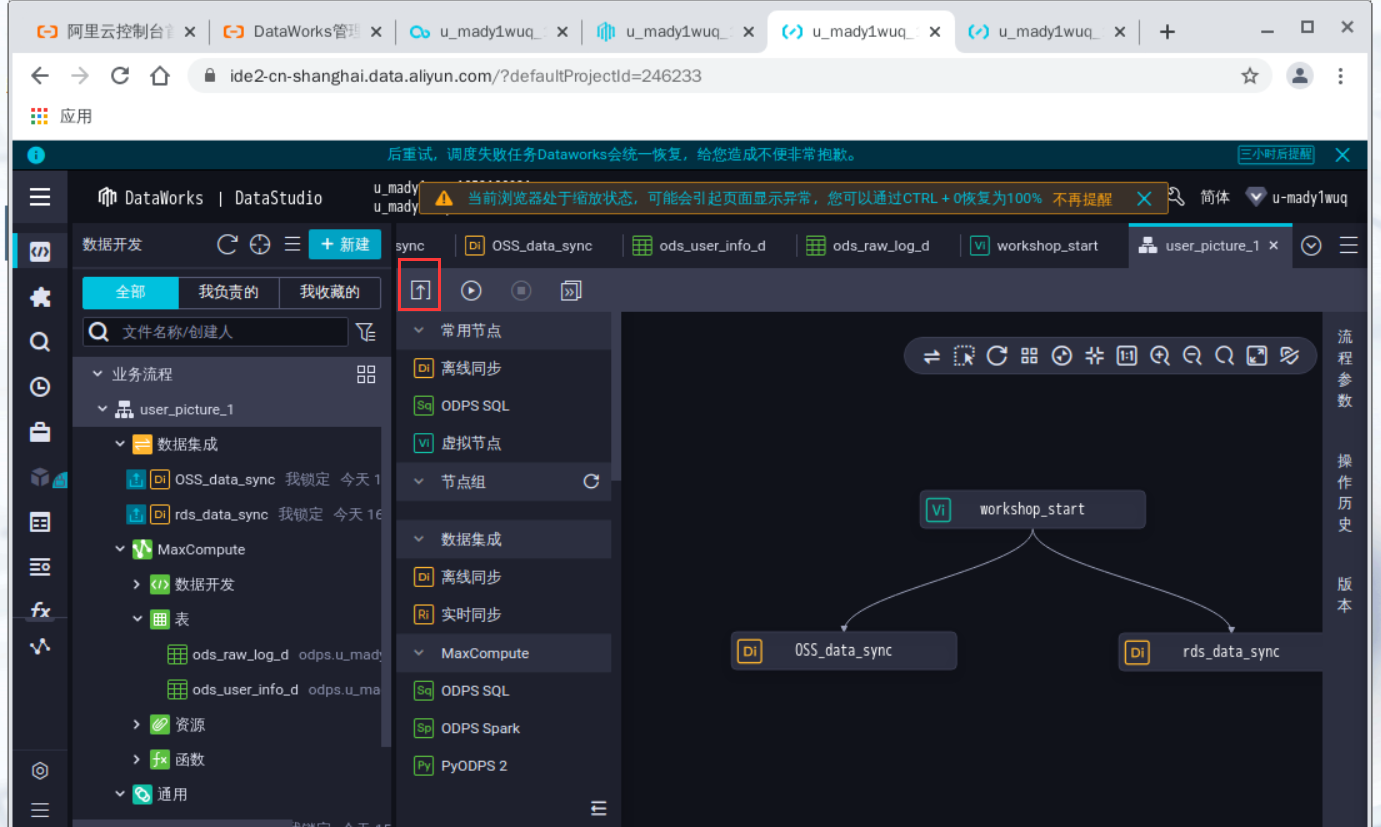 阿里云控制台首
DataWorks管理
u_mady1wuq_
u_mady1wuq_
u_mady1wuq_
u_mady1wuq_
ide2-cn-shanghai.data.aliyun.com/?defaultProjectId=246233
应用
后重试，调度失败任务Dataworks会统一恢复，给您造成不便非常抱歉。
三小时后提醒
DataWorks | DataStudio
u_mady
u_mady
当前浏览器处于缩放状态，可能会引起页面显示异常，您可以通过CTRL + 0恢复为100% 不再提醒
简体
u-mady1wuq
数据开发
+ 新建
sync
Di OSS_data_sync
ods_user_info_d
ods_raw_log_d
Vi workshop_start
user_picture_1
全部 我负责的 我收藏的
文件名称/创建人
业务流程
user_picture_1
数据集成
Di OSS_data_sync 我锁定 今天 1
Di rds_data_sync 我锁定 今天 16
MaxCompute
数据开发
表
ods_raw_log_d odps.u_mady
ods_user_info_d odps.u_ma
资源
fx 函数
通用
fx
常用节点
Di 离线同步
Sq ODPS SQL
Vi 虚拟节点
节点组
数据集成
Di 离线同步
Ri 实时同步
MaxCompute
Sq ODPS SQL
Sp ODPS Spark
Py PyODPS 2
1:1
Vi workshop_start
Di OSS_data_sync
Di rds_data_sync
流程参数
操作历史
版本